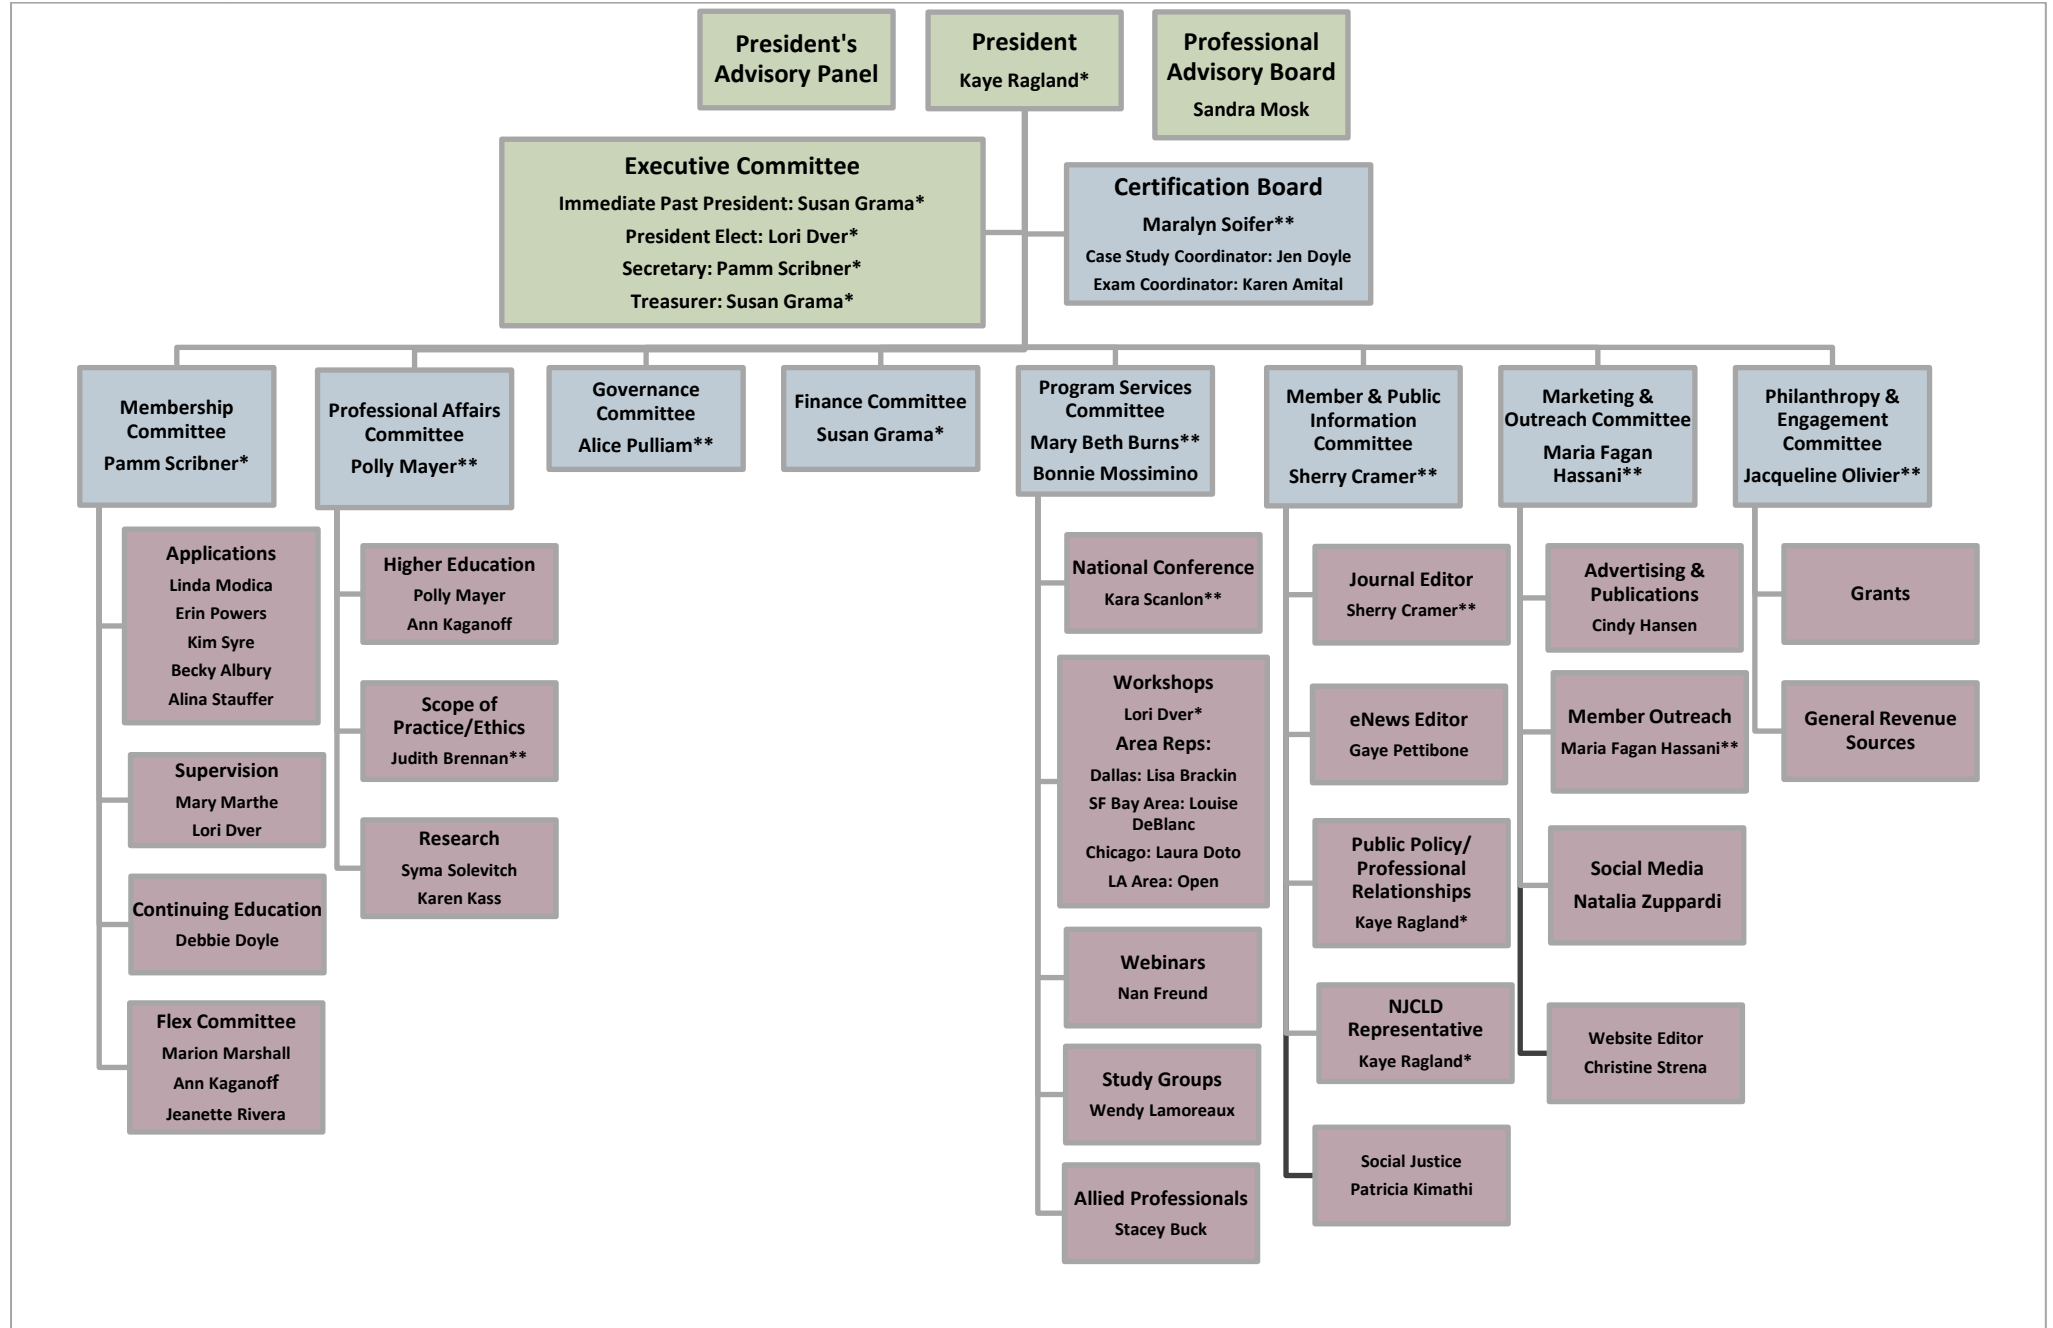 President's
Advisory Panel
President
Kaye Ragland*
Professional
Advisory Board
Sandra Mosk
Executive Committee
Immediate Past President: Susan Grama*
President Elect: Lori Dver*
Secretary: Pamm Scribner*
Treasurer: Susan Grama*
Certification Board
Maralyn Soifer**
Case Study Coordinator: Jen Doyle
Exam Coordinator: Karen Amital
Membership
Committee
Pamm Scribner*
Applications
Linda Modica
Erin Powers
Kim Syre
Becky Albury
Alina Stauffer
Supervision
Mary Marthe
Lori Dver
Continuing Education
Debbie Doyle
Flex Committee
Marion Marshall
Ann Kaganoff
Jeanette Rivera
Professional Affairs
Committee
Polly Mayer**
Higher Education
Polly Mayer
Ann Kaganoff
Scope of
Practice/Ethics
Judith Brennan**
Research
Syma Solevitch
Karen Kass
Governance
Committee
Alice Pulliam**
Finance Committee
Susan Grama*
Program Services
Committee
Mary Beth Burns**
Bonnie Mossimino
National Conference
Kara Scanlon**
Workshops
Lori Dver*
Area Reps:
Dallas: Lisa Brackin
SF Bay Area: Louise
DeBlanc
Chicago: Laura Doto
LA Area: Open
Webinars
Nan Freund
Study Groups
Wendy Lamoreaux
Allied Professionals
Stacey Buck
Member & Public
Information
Committee
Sherry Cramer**
Journal Editor
Sherry Cramer**
eNews Editor
Gaye Pettibone
Public Policy/
Professional
Relationships
Kaye Ragland*
NJCLD
Representative
Kaye Ragland*
Social Justice
Patricia Kimathi
Marketing &
Outreach Committee
Maria Fagan
Hassani**
Advertising &
Publications
Cindy Hansen
Member Outreach
Maria Fagan Hassani**
Social Media
Natalia Zuppardi
Website Editor
Christine Strena
Philanthropy &
Engagement
Committee
Jacqueline Olivier**
Grants
General Revenue
Sources